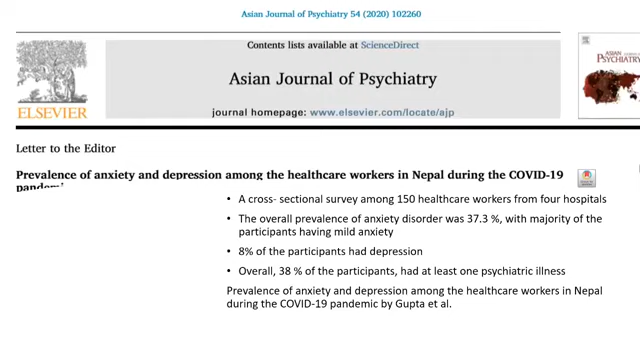 Asian Journal of Psychiatry 54 (2020) 102260
Contents lists available at ScienceDirect
Asian Journal of Psychiatry
journal homepage: www.elsevier.com/locate/ajp
ELSEVIER
ASIAN
PSYCHIATRY
Letter to the Editor
Prevalence of anxiety and depression among the healthcare workers in Nepal during the COVID-19
• A cross- sectional survey among 150 healthcare workers from four hospitals
• The overall prevalence of anxiety disorder was 37.3 %, with majority of the
participants having mild anxiety
• 8% of the participants had depression
• Overall, 38 % of the participants, had at least one psychiatric illness
Prevalence of anxiety and depression among the healthcare workers in Nepal
during the COVID-19 pandemic by Gupta et al.